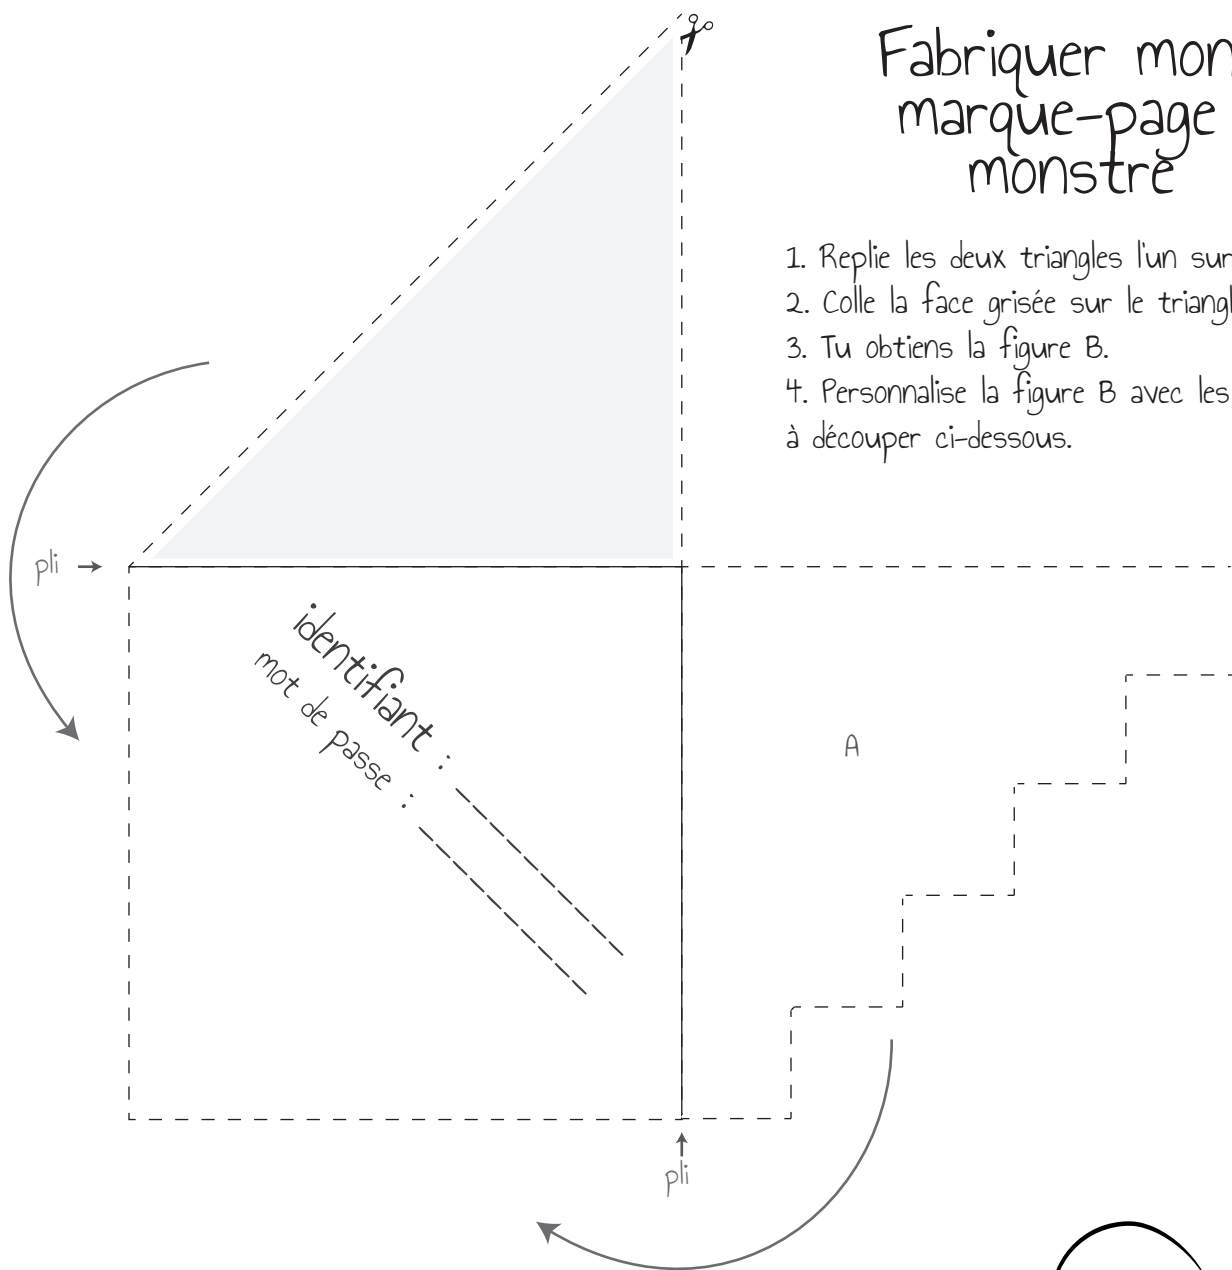 Fabriquer mon
marque-page
monstre
1. Replie les deux triangles l'un sur
2. Colle la face grisée sur le triangl
3. Tu obtiens la figure B.
4. Personnalise la figure B avec les
à découper ci-dessous.
pli
identifiant :
mot de passe :
A
pli